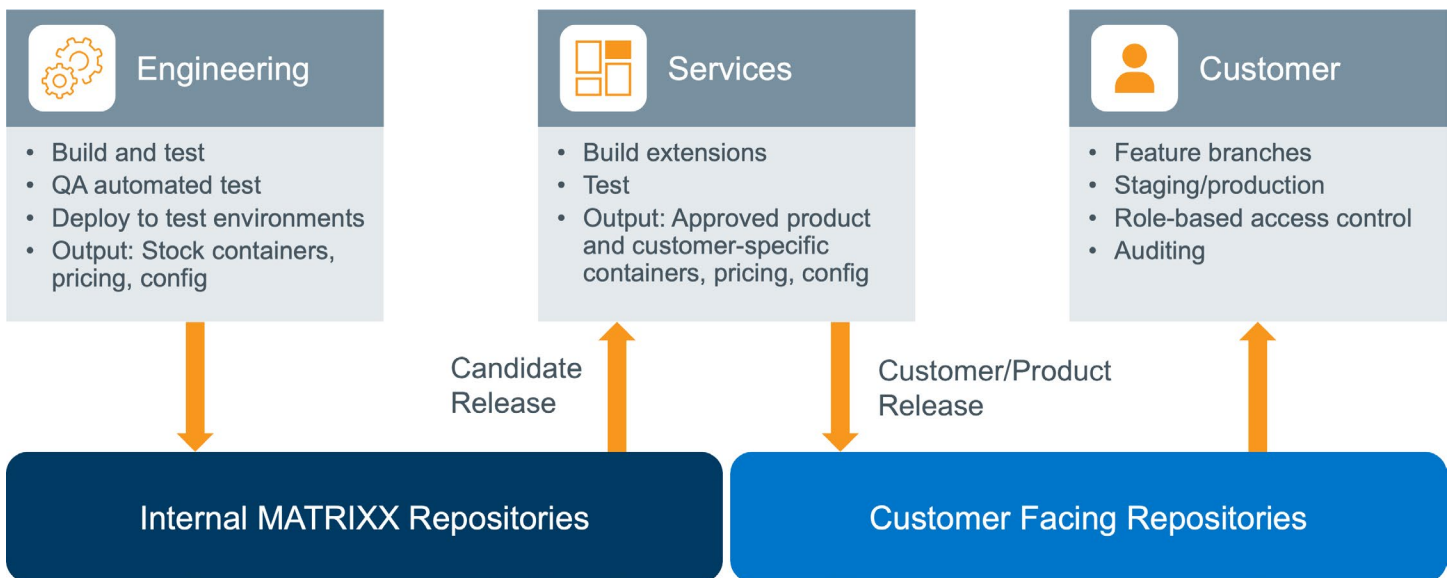 Engineering
• Build and test
• QA automated test
• Deploy to test environments
• Output: Stock containers,
pricing, config
Services
• Build extensions
• Test
• Output: Approved product
and customer-specific
containers, pricing, config
Customer
• Feature branches
• Staging/production
• Role-based access control
• Auditing
Candidate
Release
Customer/Product
Release
Internal MATRIXX Repositories
Customer Facing Repositories